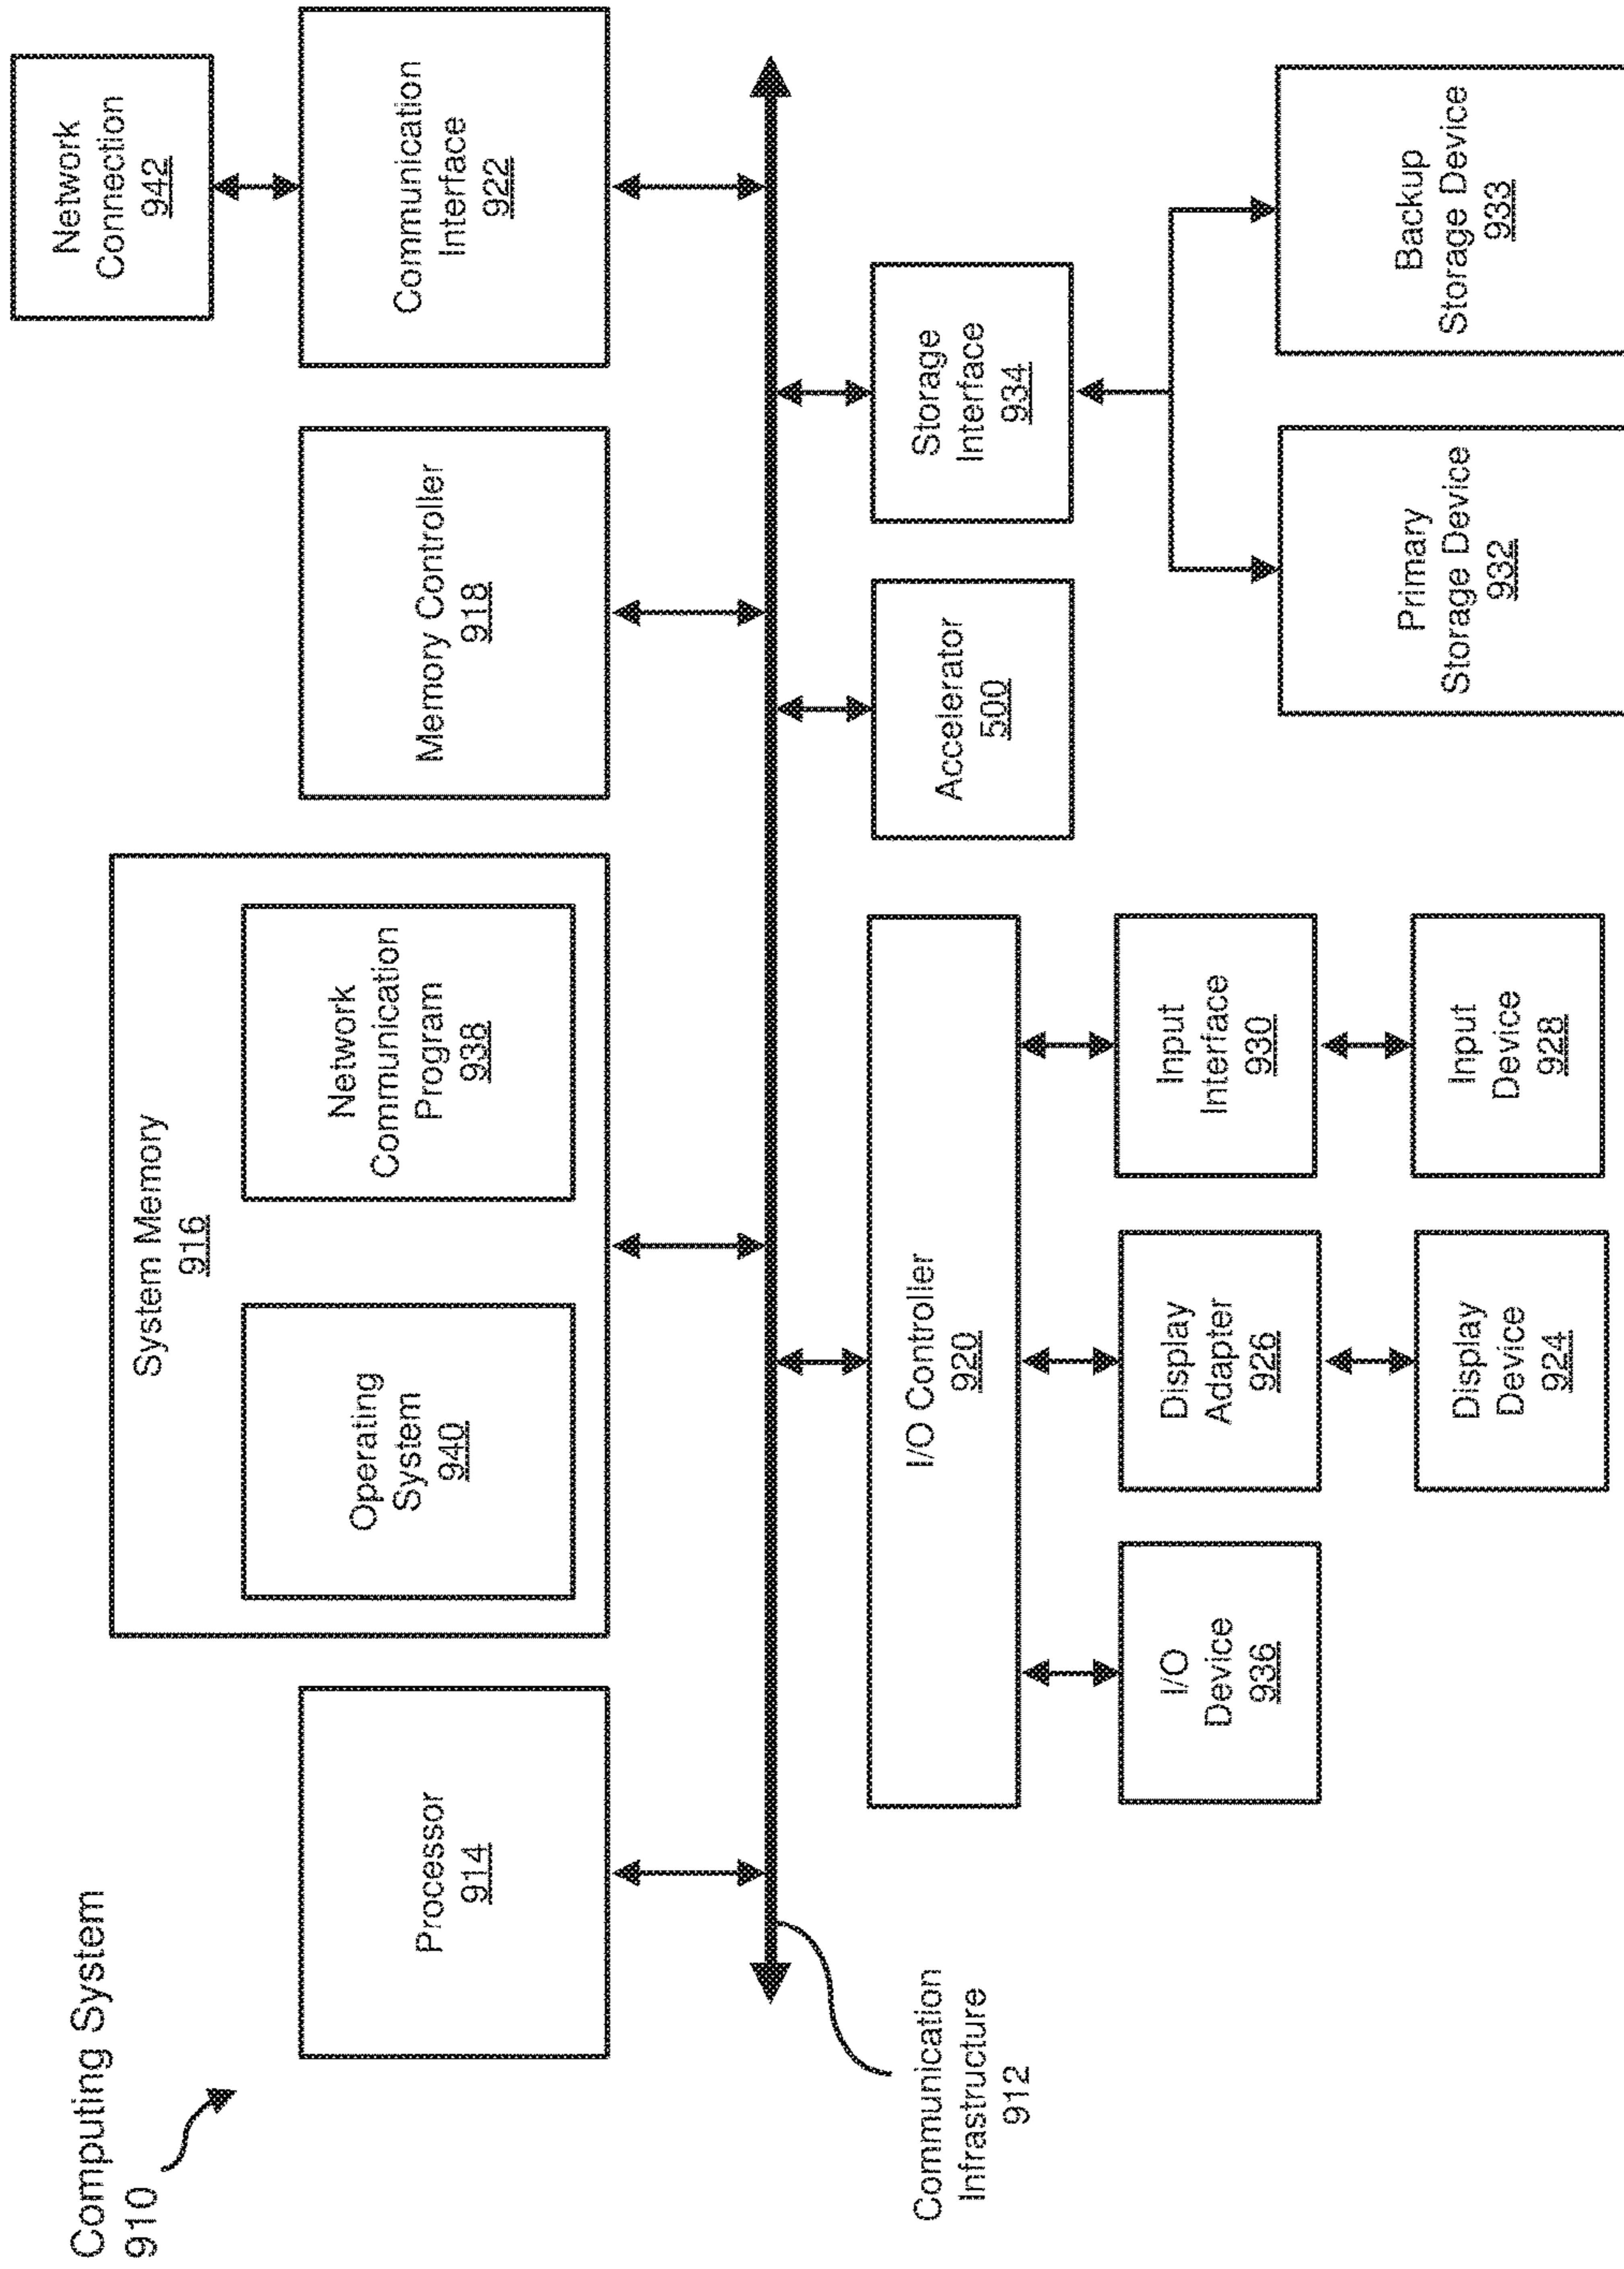 Computing System
910
Processor
914
System Memory
916
Operating
System
940
Network
Communication
Program
938
Memory Controller
918
Communication
Interface
922
Network
Connection
942
Communication
Infrastructure
912
I/O Controller
920
Accelerator
500
Storage
Interface
934
I/O
Device
936
Display
Adapter
926
Input
Interface
930
Display
Device
924
Input
Device
928
Primary
Storage Device
932
Backup
Storage Device
933